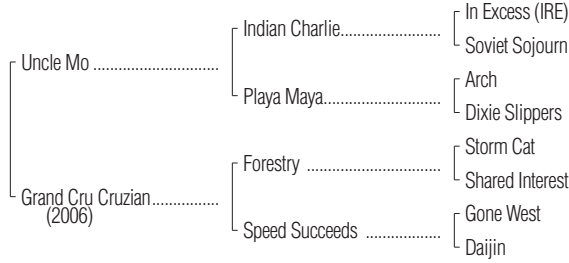 In Excess (IRE)
Indian Charlie....................
Soviet Sojourn
Uncle Mo .........................
Arch
Playa Maya.......................
Dixie Slippers
Storm Cat
Forestry ..........................
Shared Interest
Grand Cru Cruzian.............
(2006)
Gone West
Speed Succeeds ...............
Daijin